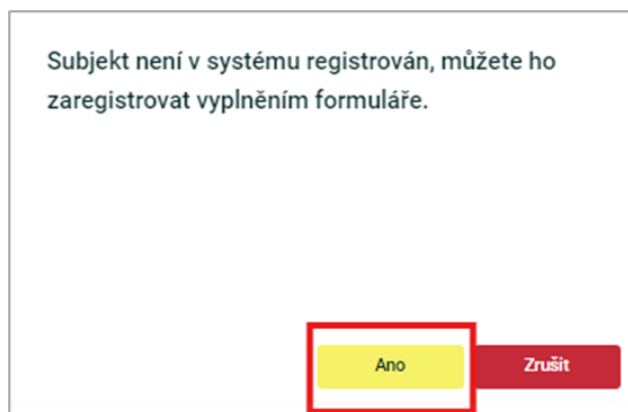 Subjekt není v systému registrován, můžete ho
zaregistrovat vyplněním formuláře.
Ano
Zrušit